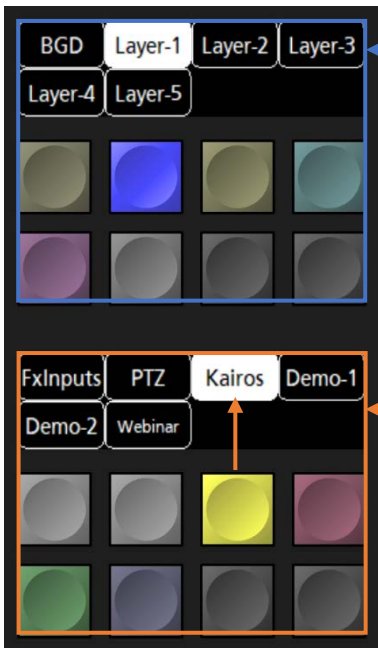 BGD Layer-1 Layer-2 Layer-3
Layer-4 Layer-5
FxInputs PTZ Kairos Demo-1
Demo-2 Webinar